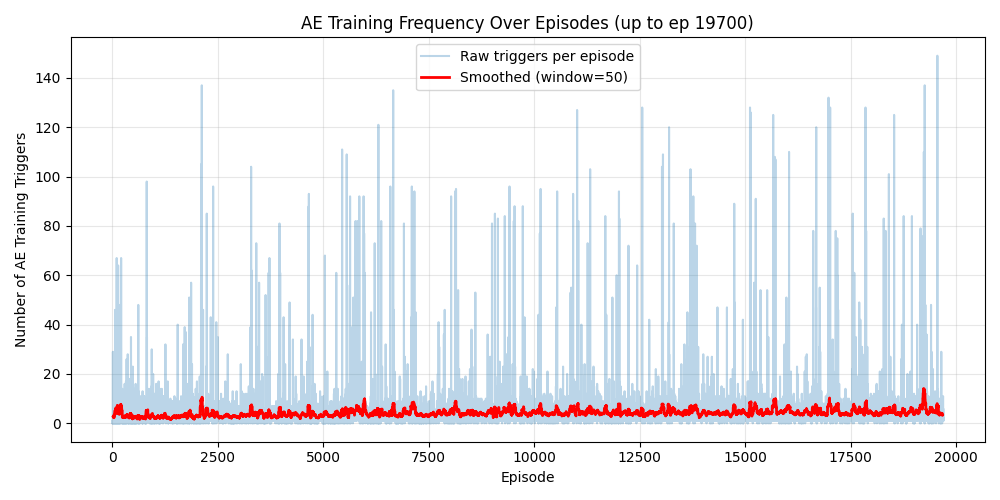 AE Training Frequency Over Episodes (up to ep 19700)
Raw triggers per episode
Smoothed (window=50)
Number of AE Training Triggers
140
120
100
80
60
40
20
0
0 2500 5000 7500 10000 12500 15000 17500 20000
Episode